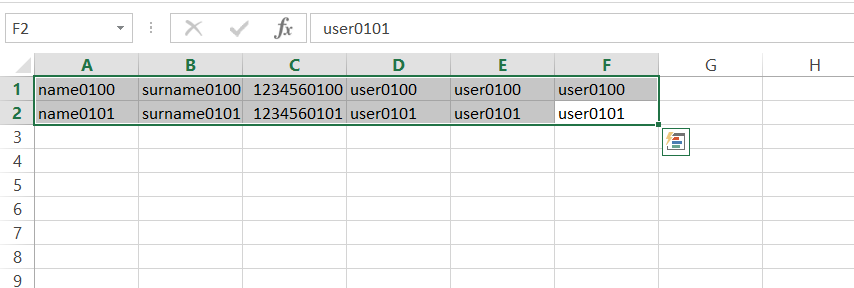 F2 fx user0101
A B C D E F G H
1 name0100 surname0100 1234560100 user0100 user0100 user0100
2 name0101 surname0101 1234560101 user0101 user0101 user0101
3
4
5
6
7
8
9